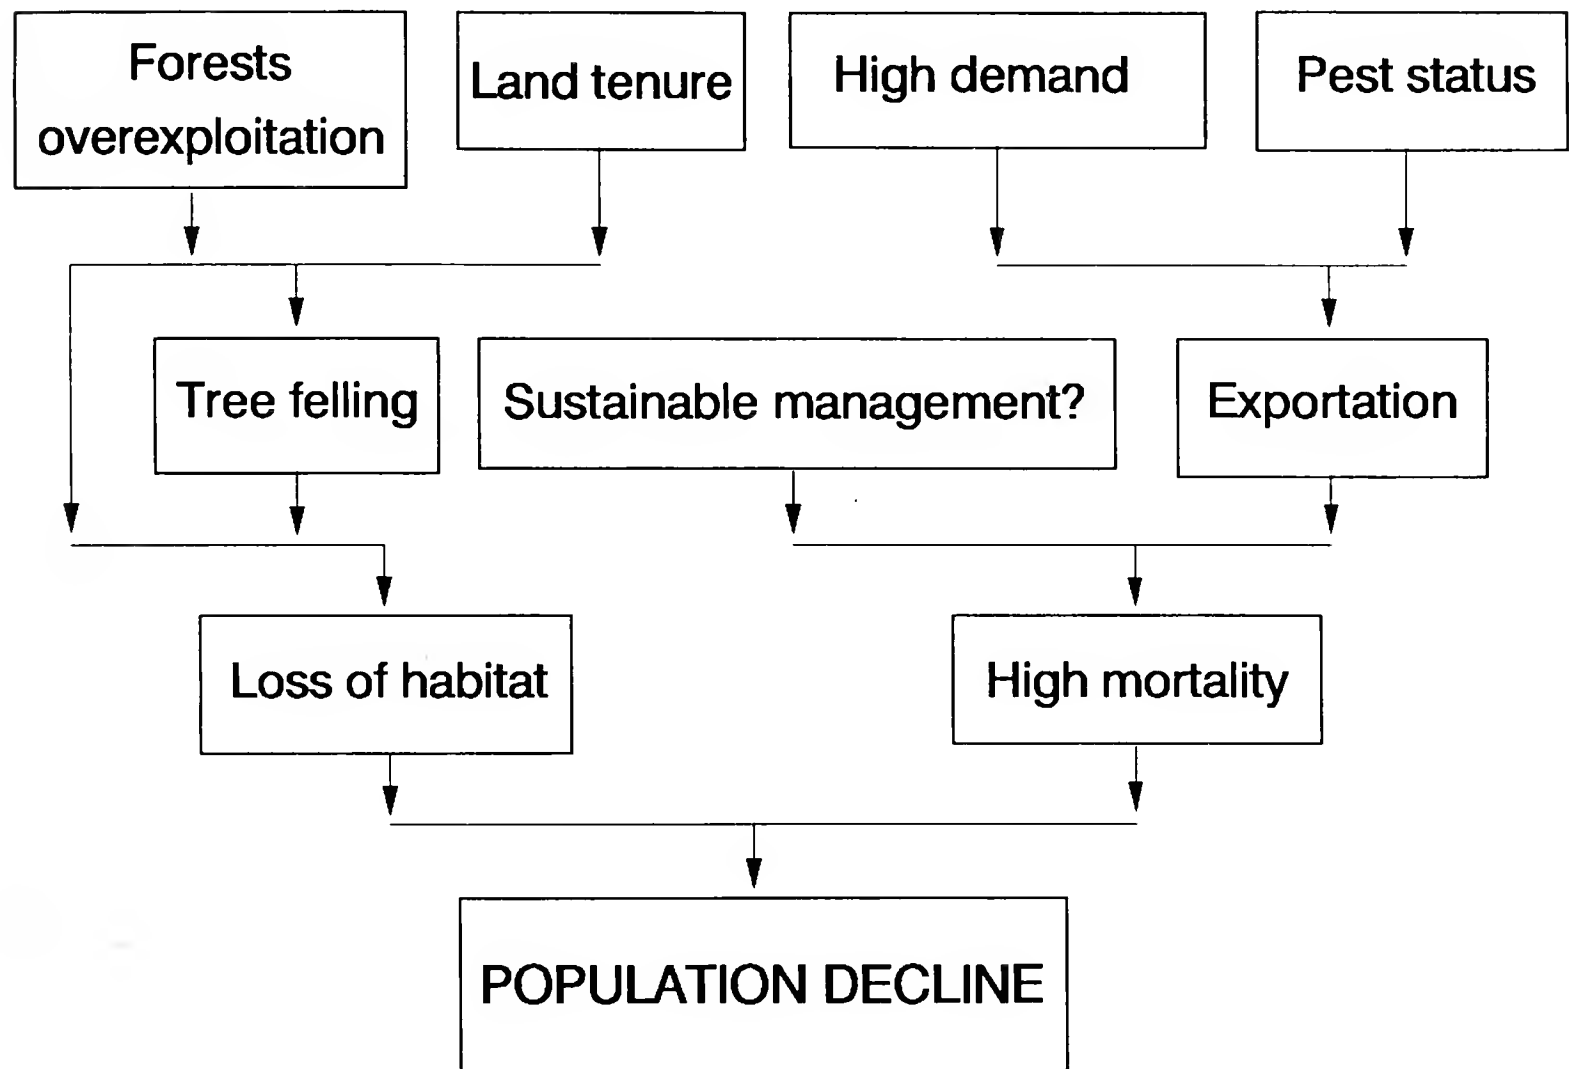 Forests
overexploitation
Land tenure
High demand
Pest status
Tree felling
Sustainable management?
Exportation
Loss of habitat
High mortality
POPULATION DECLINE